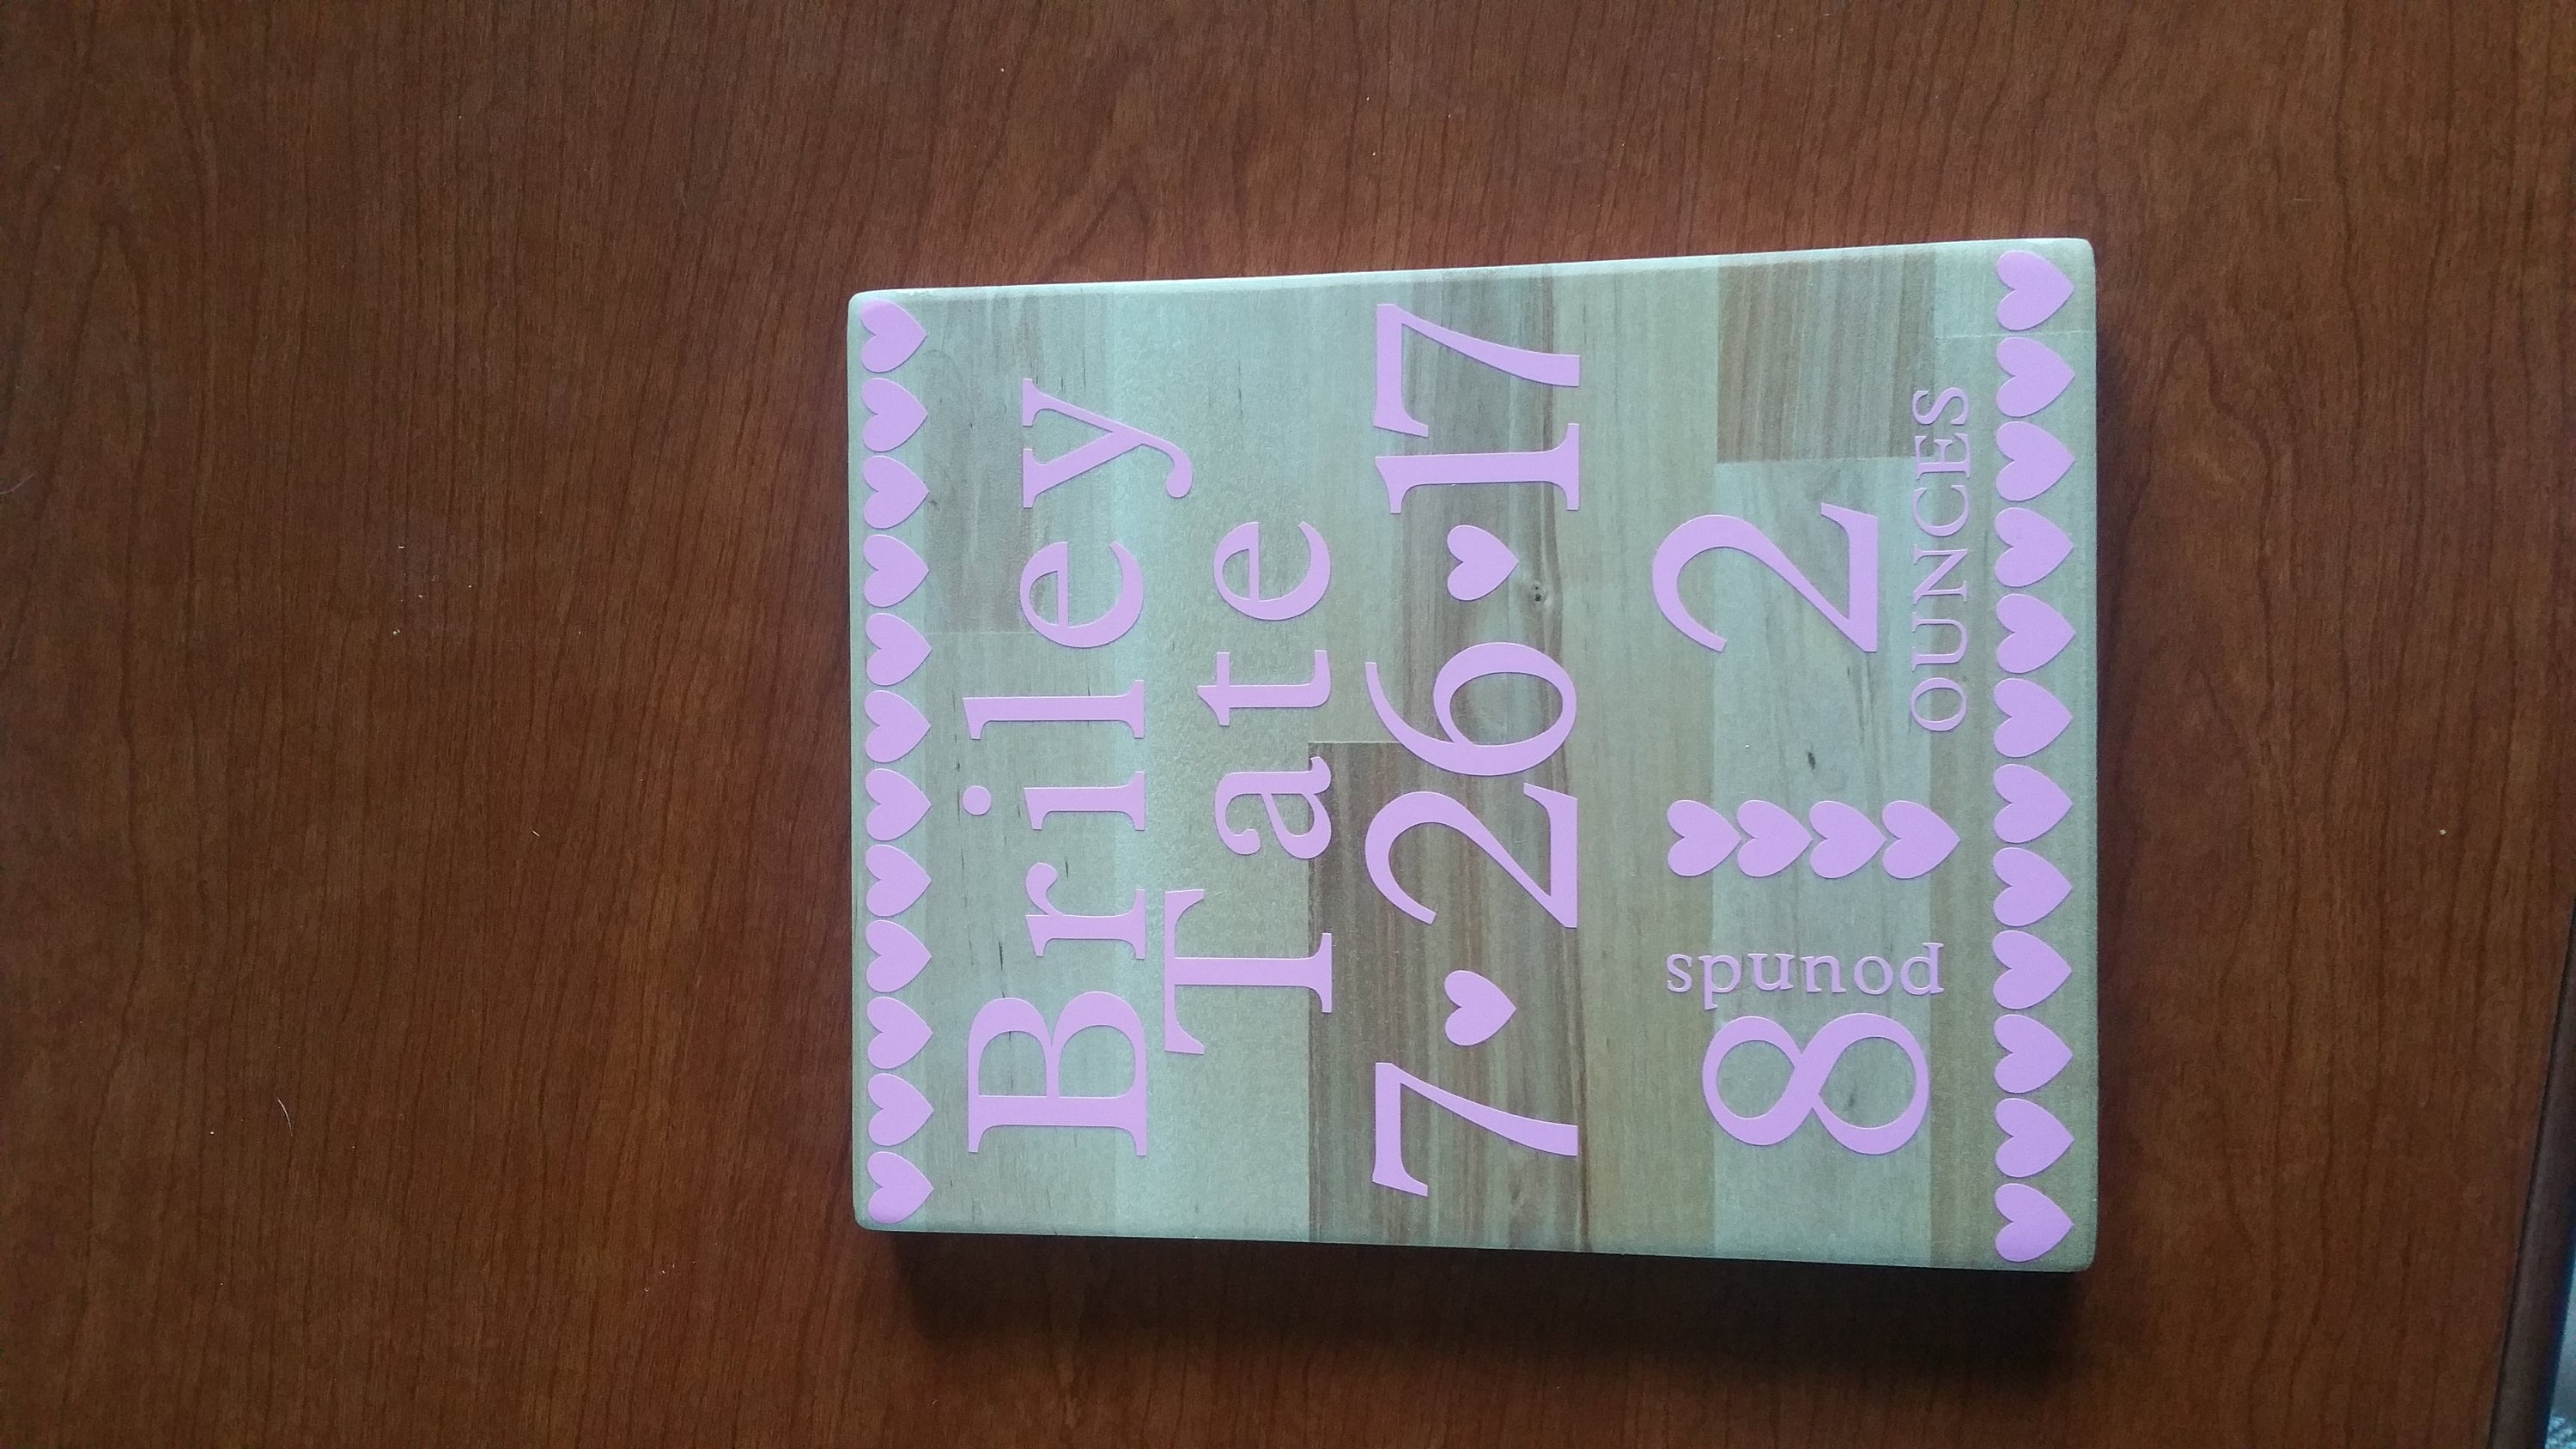 Briley
Tate
7♥26♥17
8 pounds 2
OUNCES